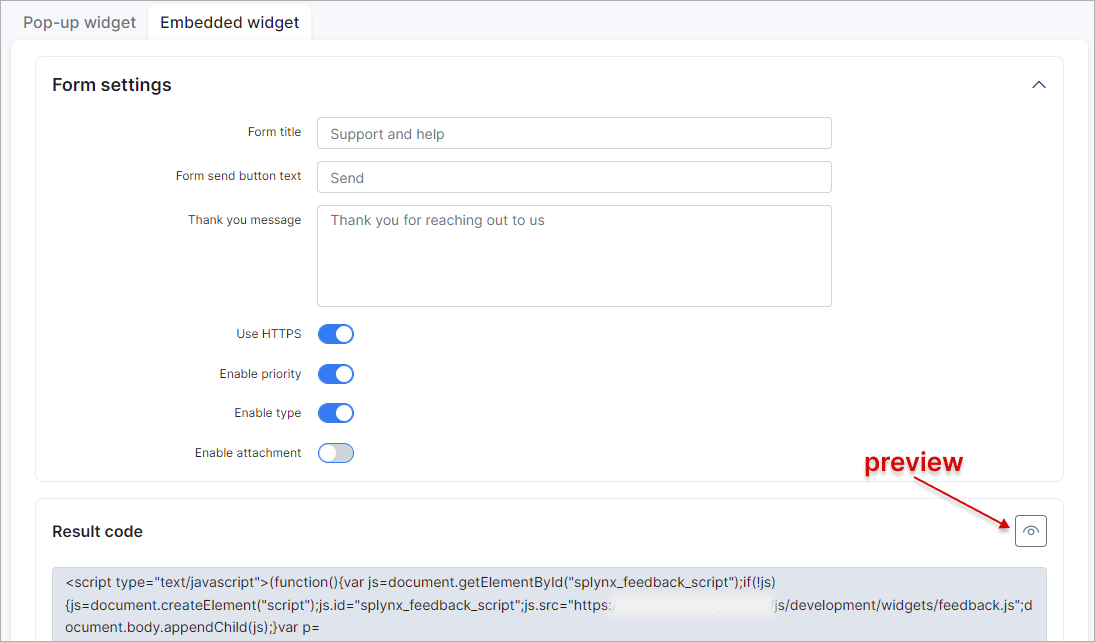 Pop-up widget Embedded widget
Form settings
Form title Support and help
Form send button text Send
Thank you message Thank you for reaching out to us
Use HTTPS
Enable priority
Enable type
Enable attachment
preview
Result code
<script type="text/javascript">(function(){var js=document.getElementById("splynx_feedback_script");if(!js)
{js=document.createElement("script");js.id="splynx_feedback_script";js.src="https:/ /js/development/widgets/feedback.js";d
ocument.body.appendChild(js);}var p=